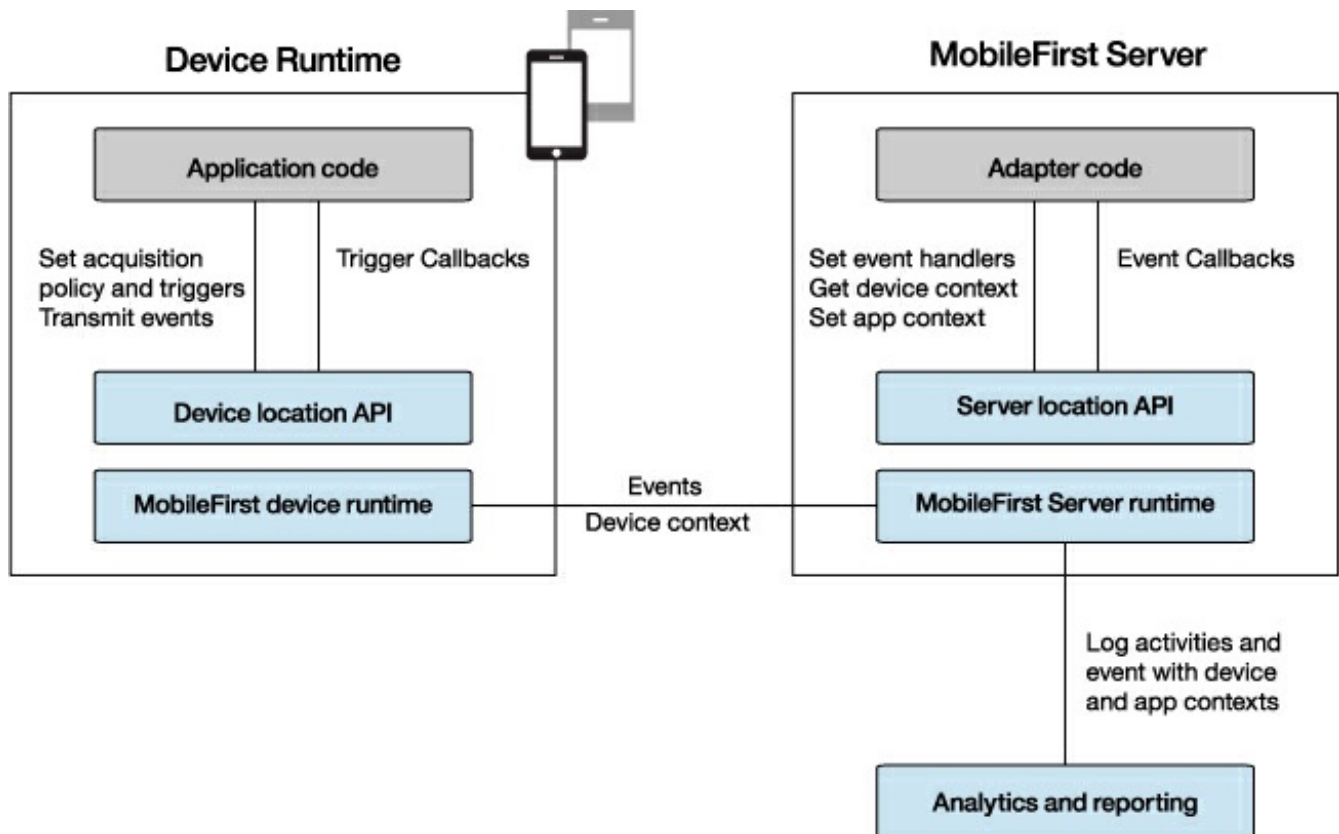 Device Runtime
MobileFirst Server
Application code
Adapter code
Set acquisition
policy and triggers
Transmit events
Trigger Callbacks
Set event handlers
Get device context
Set app context
Event Callbacks
Device location API
Server location API
MobileFirst device runtime
Events
Device context
MobileFirst Server runtime
Log activities and
event with device
and app contexts
Analytics and reporting